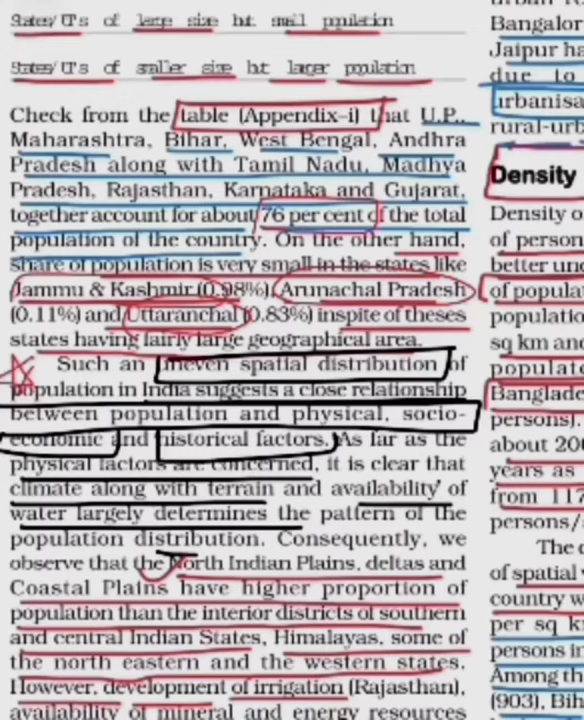 States/UTs of large size but small population
States/UTs of smaller size but larger population
Check from the table (Appendix–i) that U.P.,
Maharashtra, Bihar, West Bengal, Andhra
Pradesh along with Tamil Nadu, Madhya
Pradesh, Rajasthan, Karnataka and Gujarat,
together account for about 76 per cent of the total
population of the country. On the other hand,
share of population is very small in the states like
Jammu & Kashmir (0.98%), Arunachal Pradesh
(0.11%) and Uttaranchal (0.83%) inspite of theses
states having fairly large geographical area.
Such an uneven spatial distribution of
population in India suggests a close relationship
between population and physical, socio-
economic and historical factors. As far as the
physical factors are concerned, it is clear that
climate along with terrain and availability of
water largely determines the pattern of the
population distribution. Consequently, we
observe that the North Indian Plains, deltas and
Coastal Plains have higher proportion of
population than the interior districts of southern
and central Indian States, Himalayas, some of
the north eastern and the western states.
However, development of irrigation (Rajasthan),
availability of mineral and energy resources
Bangalor
Jaipur ha
due to
urbanisa
rural-urb
Density
Density o
of person
better und
of populat
populatio
sq km and
populate
Banglade
persons).
about 20
years as
from 117
persons/
The d
of spatial
country w
per sq k
persons in
Among th
(903), Bih